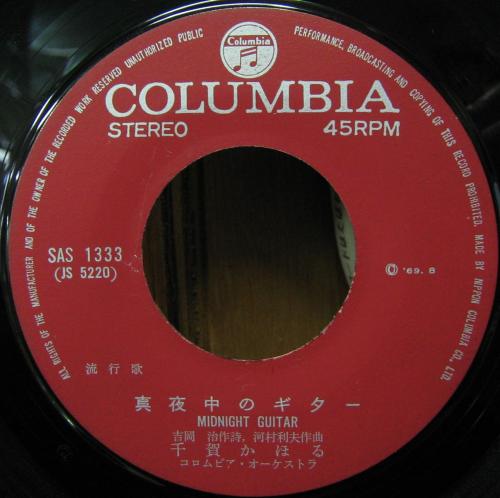 ALL RIGHTS OF THE MANUFACTURER AND OF THE OWNER OF THE RECORDED WORK RESERVED UNAUTHORIZED PUBLIC PERFORMANCE, BROADCASTING AND COPYING OF THIS RECORD PROHIBITED. MADE BY NIPPON COLUMBIA CO., LTD.
Columbia
COLUMBIA
STEREO 45RPM
SAS 1333
(JS 5220)
Ⓟ '69. 8
流行歌
真夜中のギター
MIDNIGHT GUITAR
吉岡 治作詩, 河村利夫作曲
千賀かほる
コロムビア・オーケストラ